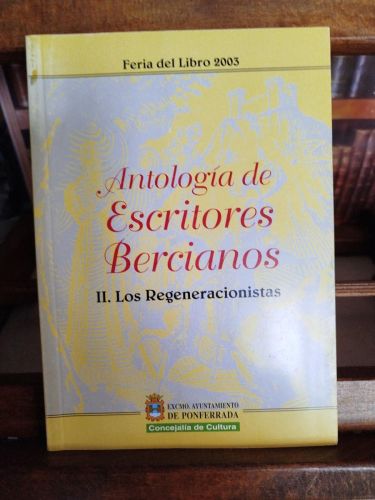 Feria del Libro 2003
Antología de
Escritores
Bercianos
II. Los Regeneracionistas
EXCMO. AYUNTAMIENTO
DE PONFERRADA
Concejalía de Cultura